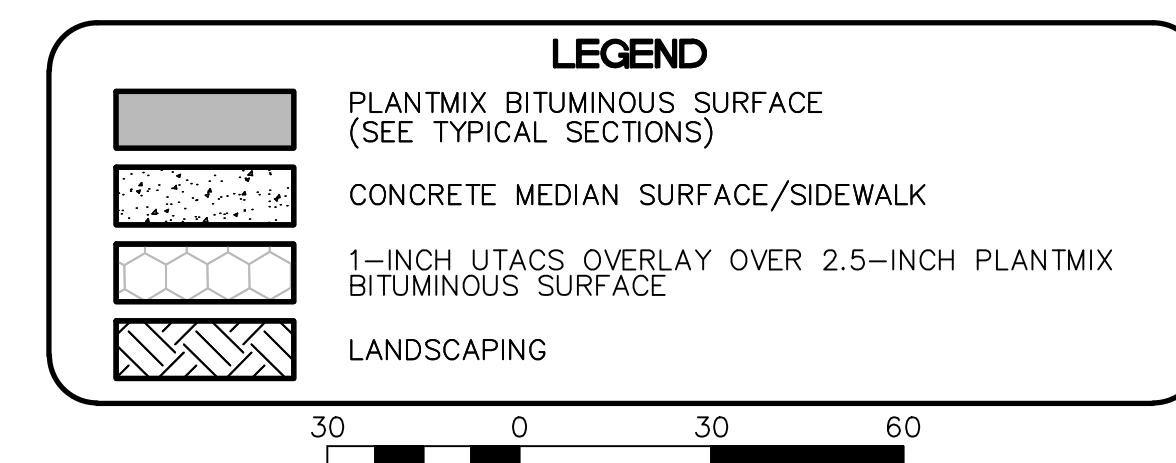 LEGEND
PLANTMIX BITUMINOUS SURFACE
(SEE TYPICAL SECTIONS)
CONCRETE MEDIAN SURFACE/SIDEWALK
1-INCH UTACS OVERLAY OVER 2.5-INCH PLANTMIX
BITUMINOUS SURFACE
LANDSCAPING
30 0 30 60